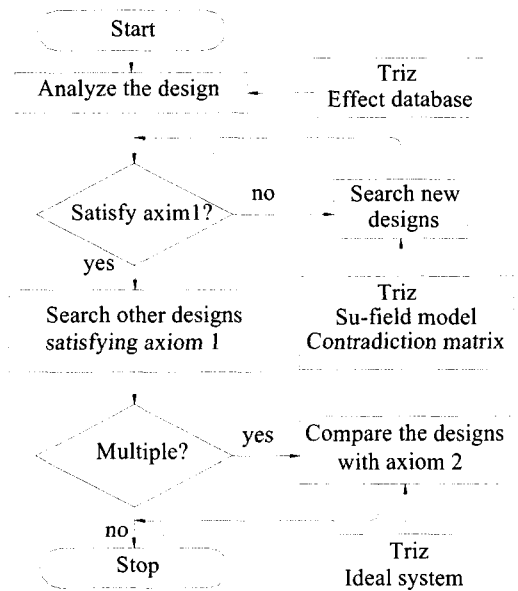 Start
Analyze the design
Triz
Effect database
Satisfy axim1?
no
Search new
designs
yes
Search other designs
satisfying axiom 1
Triz
Su-field model
Contradiction matrix
Multiple?
yes
Compare the designs
with axiom 2
no
Stop
Triz
Ideal system